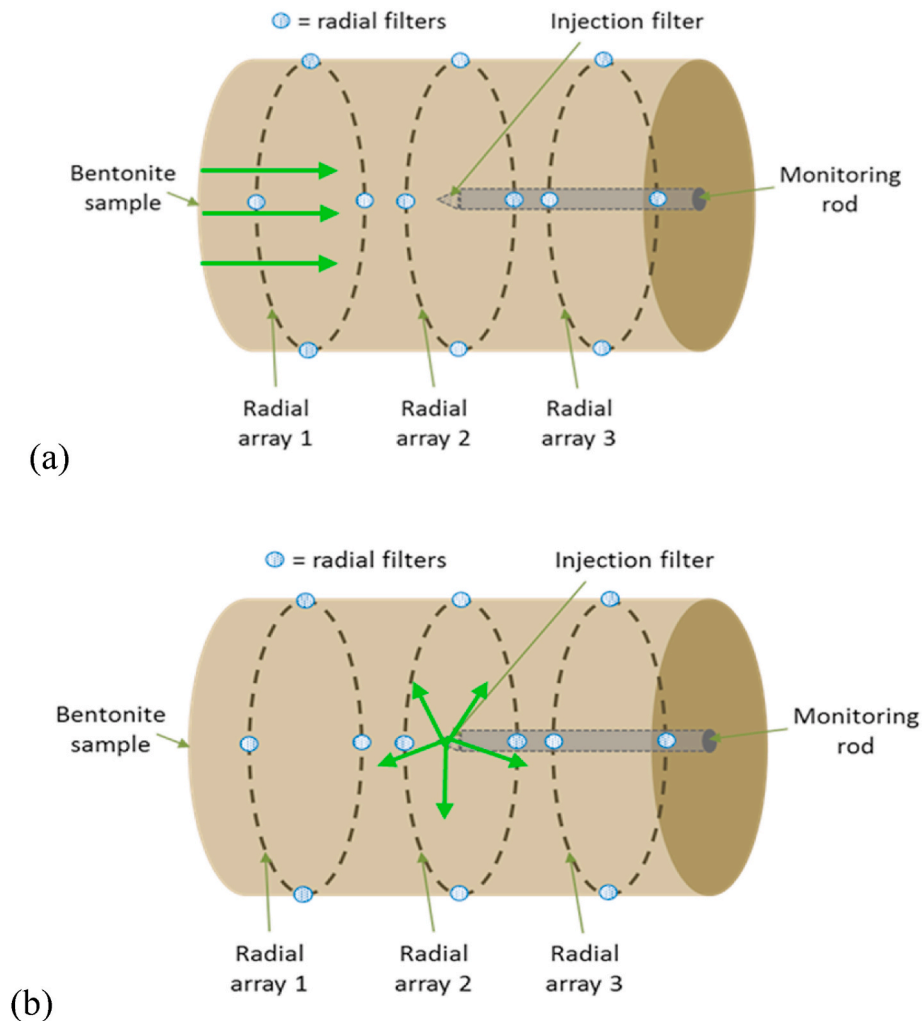 = radial filters
Injection filter
Bentonite
sample
Monitoring
rod
Radial
array 1
Radial
array 2
Radial
array 3
(a)
= radial filters
Injection filter
Bentonite
sample
Monitoring
rod
Radial
array 1
Radial
array 2
Radial
array 3
(b)